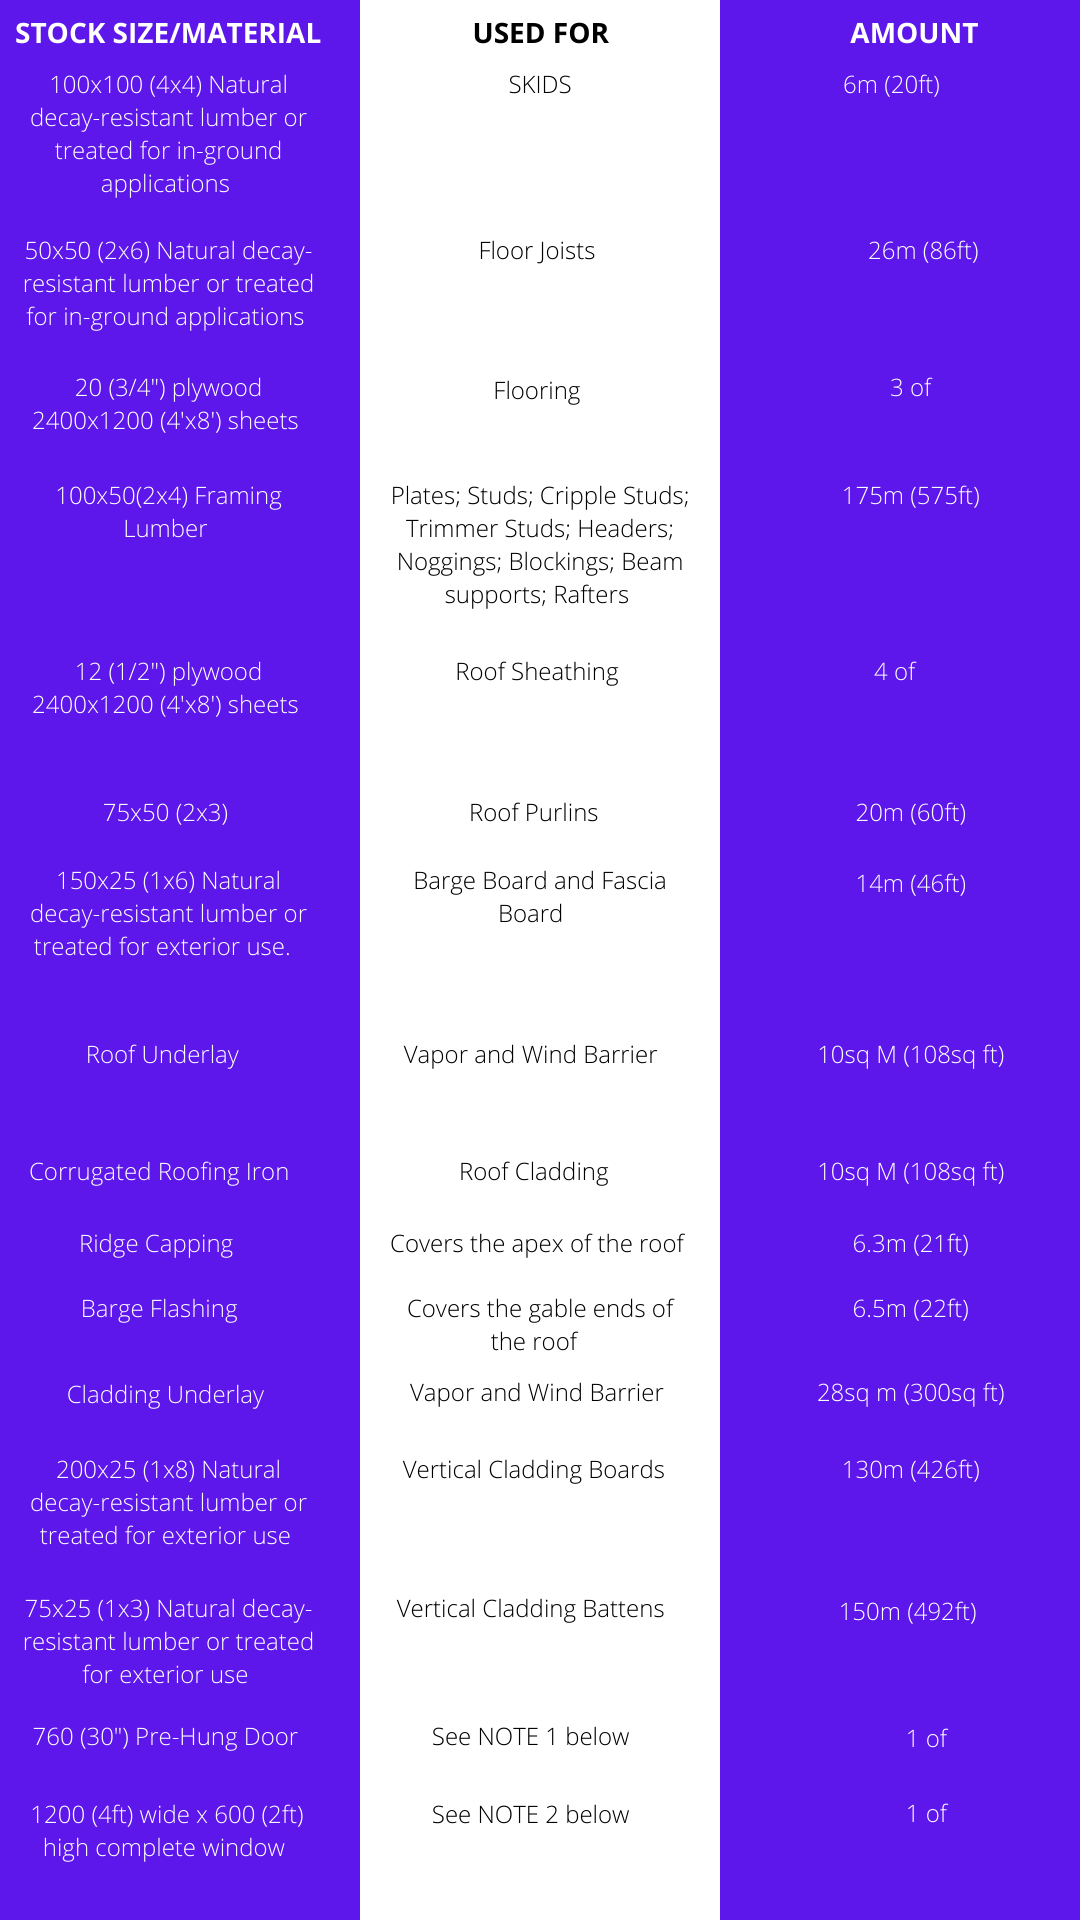 STOCK SIZE/MATERIAL USED FOR AMOUNT
100x100 (4x4) Natural SKIDS 6m (20ft)
decay-resistant lumber or
treated for in-ground
applications
50x50 (2x6) Natural decay- Floor Joists 26m (86ft)
resistant lumber or treated
for in-ground applications
20 (3/4") plywood Flooring 3 of
2400x1200 (4'x8') sheets
100x50(2x4) Framing Plates; Studs; Cripple Studs; 175m (575ft)
Lumber Trimmer Studs; Headers;
Noggings; Blockings; Beam
supports; Rafters
12 (1/2") plywood Roof Sheathing 4 of
2400x1200 (4'x8') sheets
75x50 (2x3) Roof Purlins 20m (60ft)
150x25 (1x6) Natural Barge Board and Fascia 14m (46ft)
decay-resistant lumber or Board
treated for exterior use.
Roof Underlay Vapor and Wind Barrier 10sq M (108sq ft)
Corrugated Roofing Iron Roof Cladding 10sq M (108sq ft)
Ridge Capping Covers the apex of the roof 6.3m (21ft)
Barge Flashing Covers the gable ends of 6.5m (22ft)
the roof
Cladding Underlay Vapor and Wind Barrier 28sq m (300sq ft)
200x25 (1x8) Natural Vertical Cladding Boards 130m (426ft)
decay-resistant lumber or
treated for exterior use
75x25 (1x3) Natural decay- Vertical Cladding Battens 150m (492ft)
resistant lumber or treated
for exterior use
760 (30") Pre-Hung Door See NOTE 1 below 1 of
1200 (4ft) wide x 600 (2ft) See NOTE 2 below 1 of
high complete window